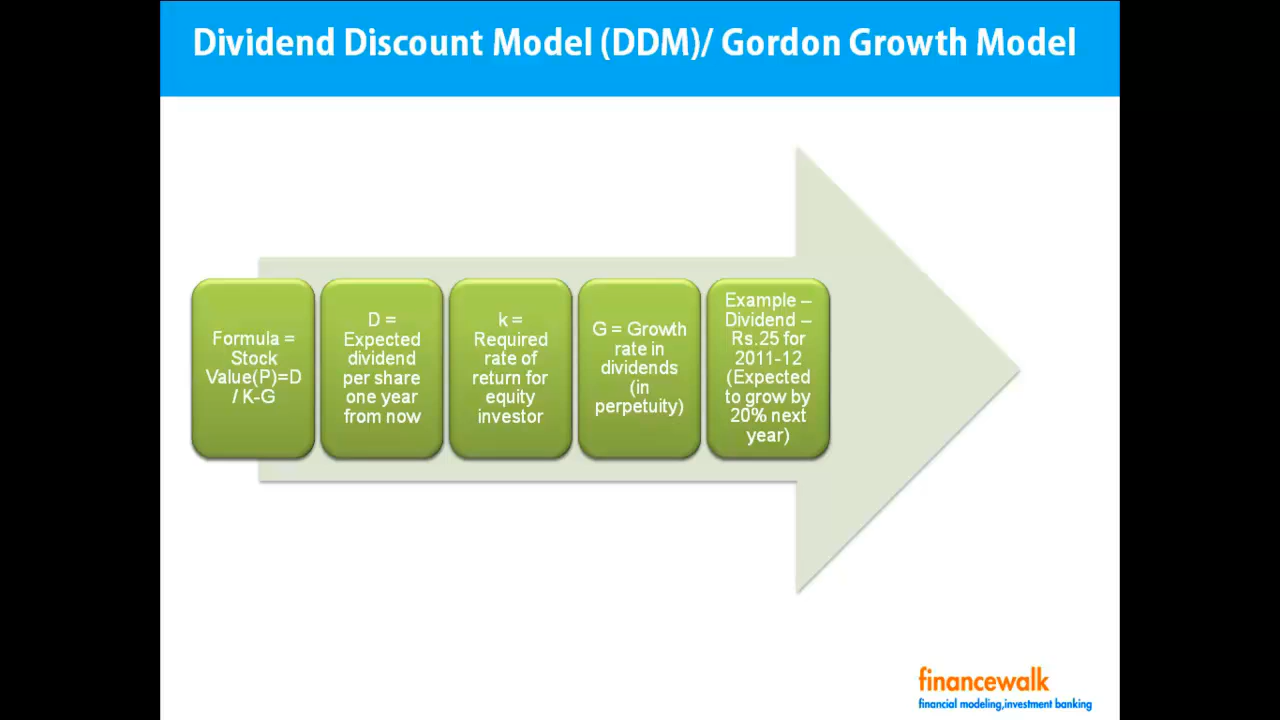 Dividend Discount Model (DDM)/ Gordon Growth Model
Formula =
Stock
Value(P)=D
/ K-G
D =
Expected
dividend
per share
one year
from now
k =
Required
rate of
return for
equity
investor
G = Growth
rate in
dividends
(in
perpetuity)
Example –
Dividend –
Rs.25 for
2011-12
(Expected
to grow by
20% next
year)
financewalk
financial modeling,investment banking